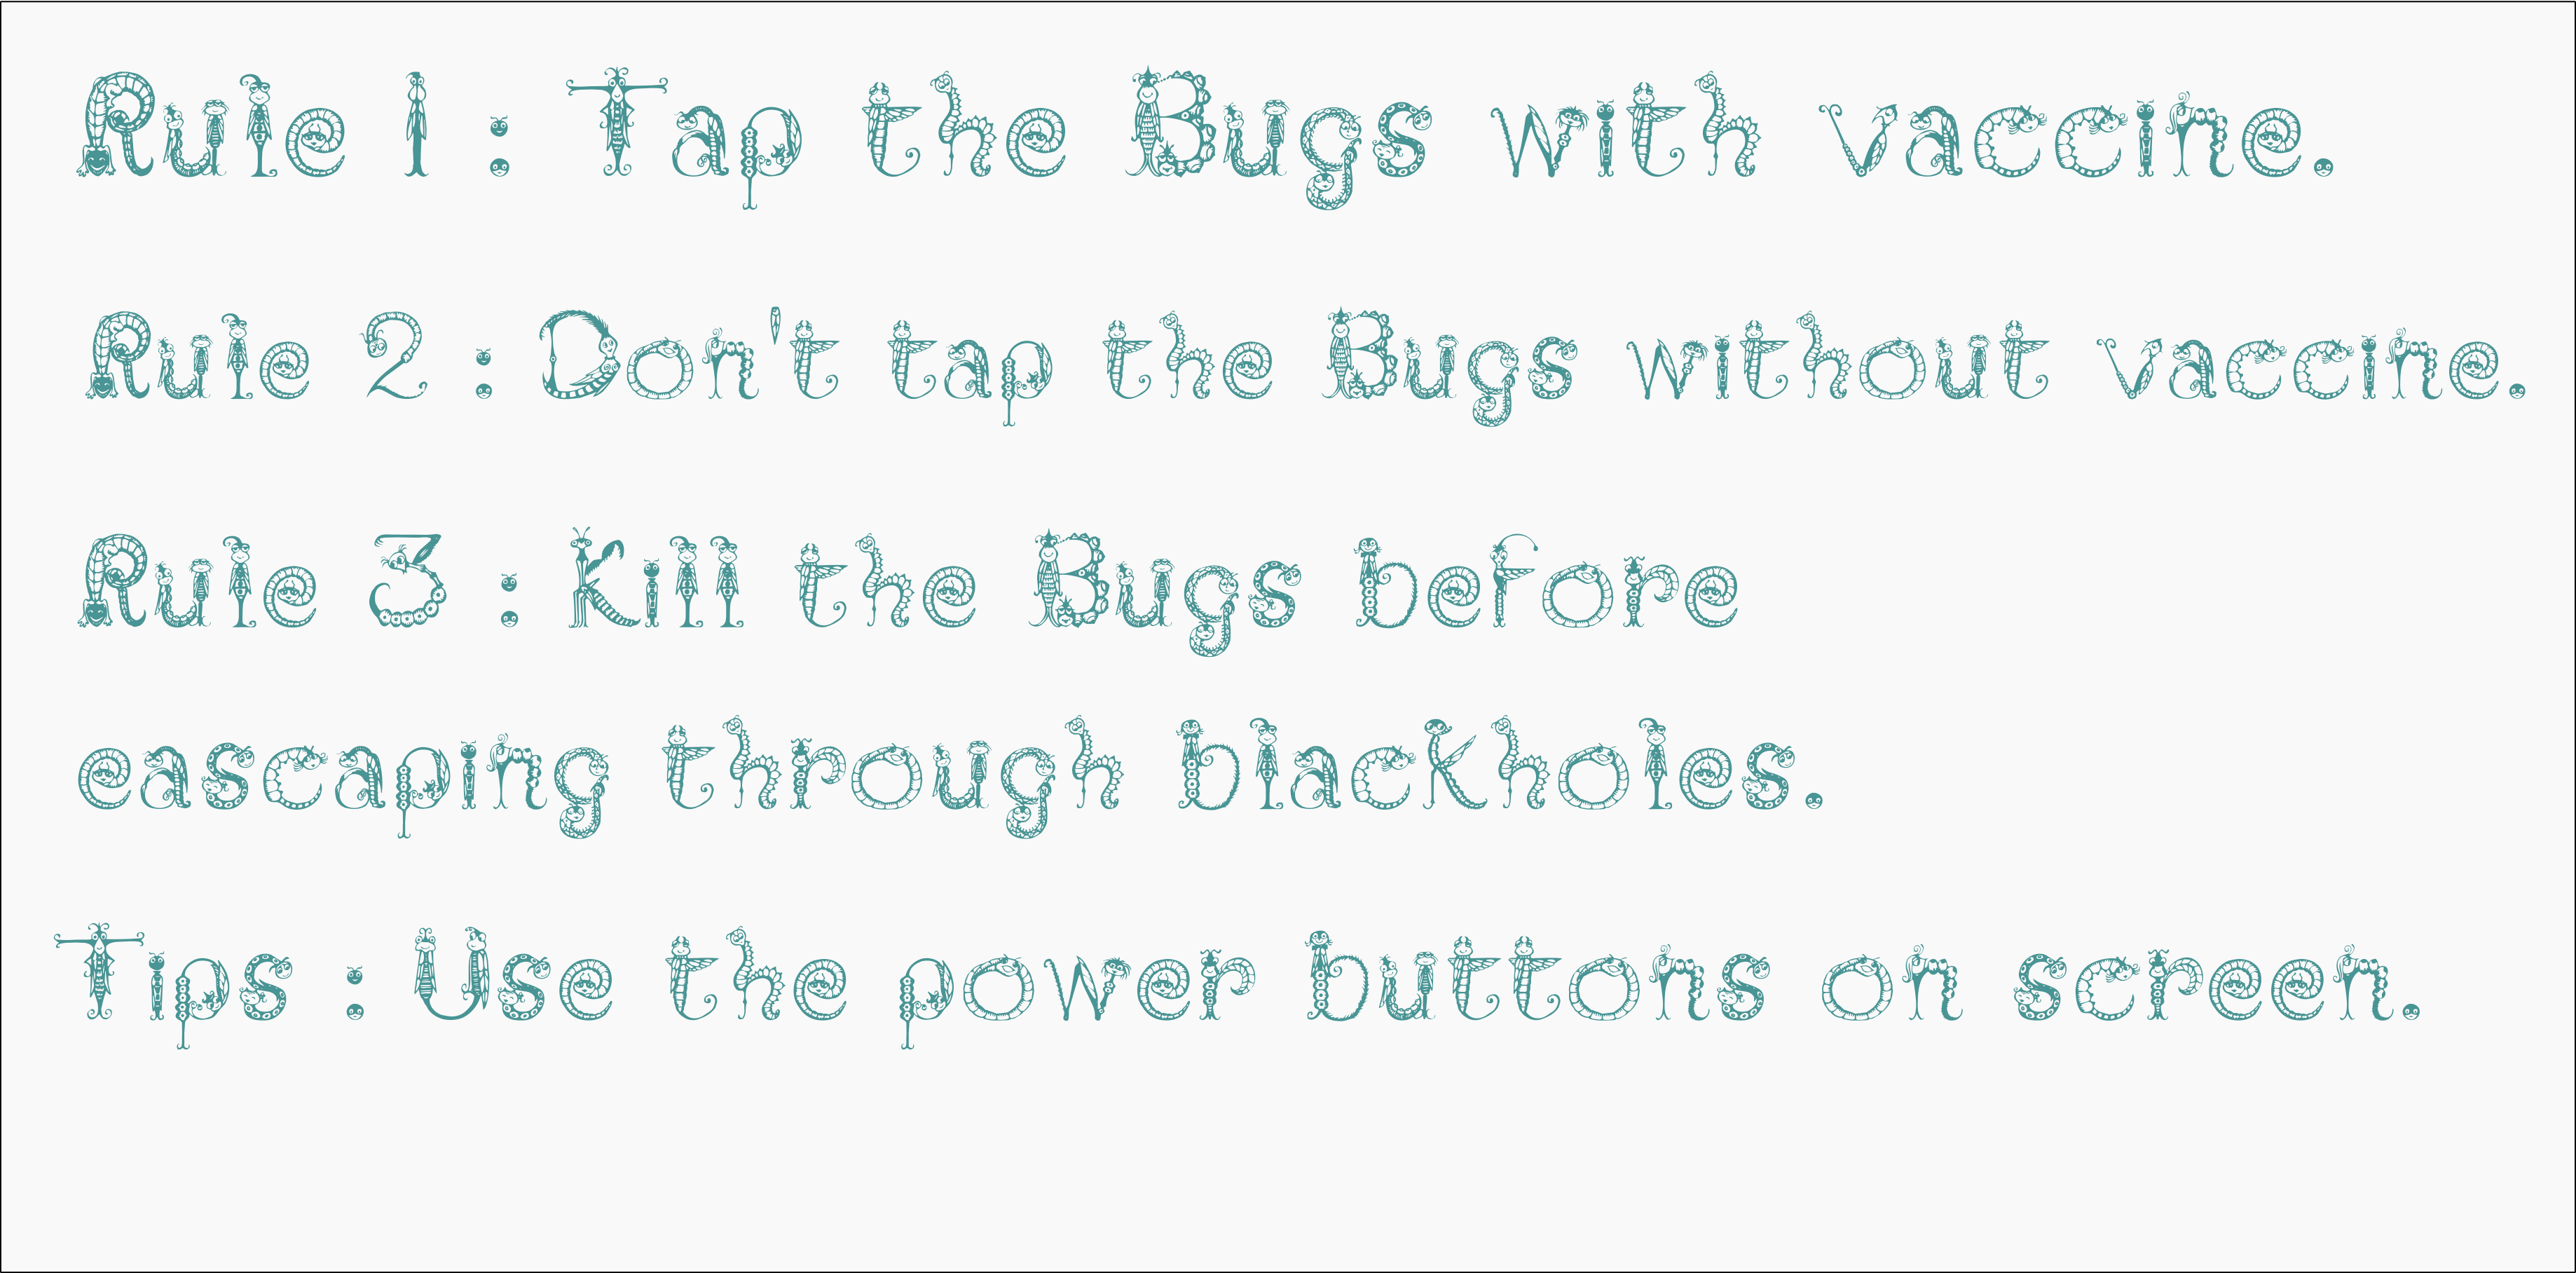 Rule 1 : Tap the Bugs with vaccine.
Rule 2 : Don't tap the Bugs without vaccine.
Rule 3 : Kill the Bugs before
eascaping through blackholes.
Tips : Use the power buttons on screen.